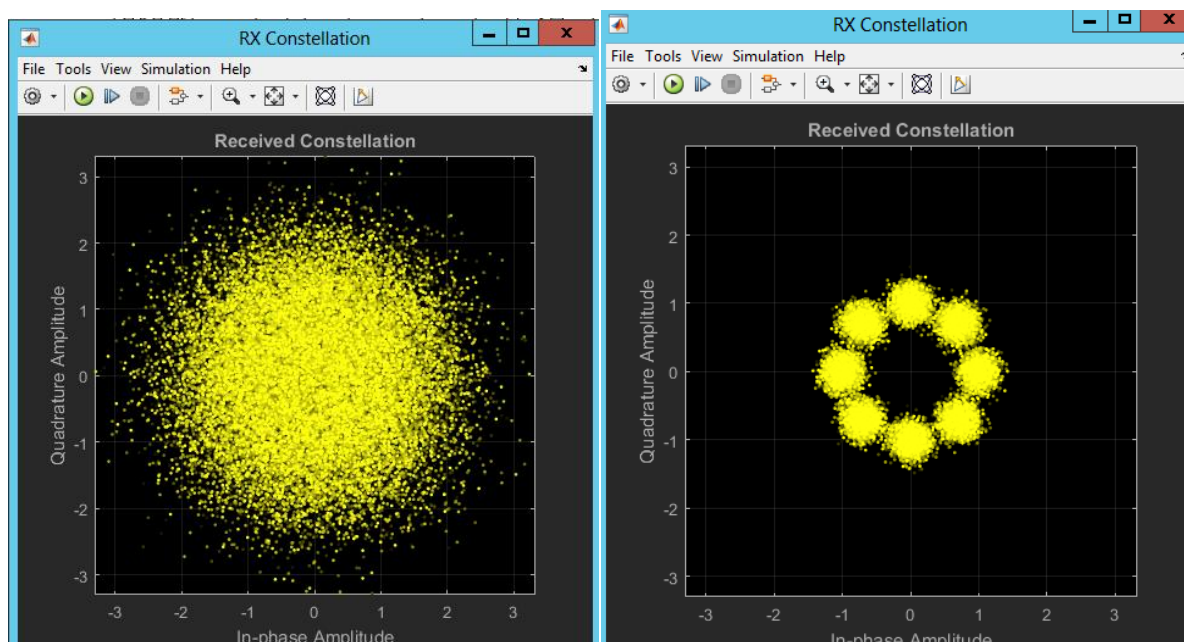 RX Constellation
File Tools View Simulation Help
Received Constellation
3
2
1
0
-1
-2
-3
Quadrature Amplitude
-3 -2 -1 0 1 2 3
In-phase Amplitude
RX Constellation
File Tools View Simulation Help
Received Constellation
3
2
1
0
-1
-2
-3
Quadrature Amplitude
-3 -2 -1 0 1 2 3
In-phase Amplitude